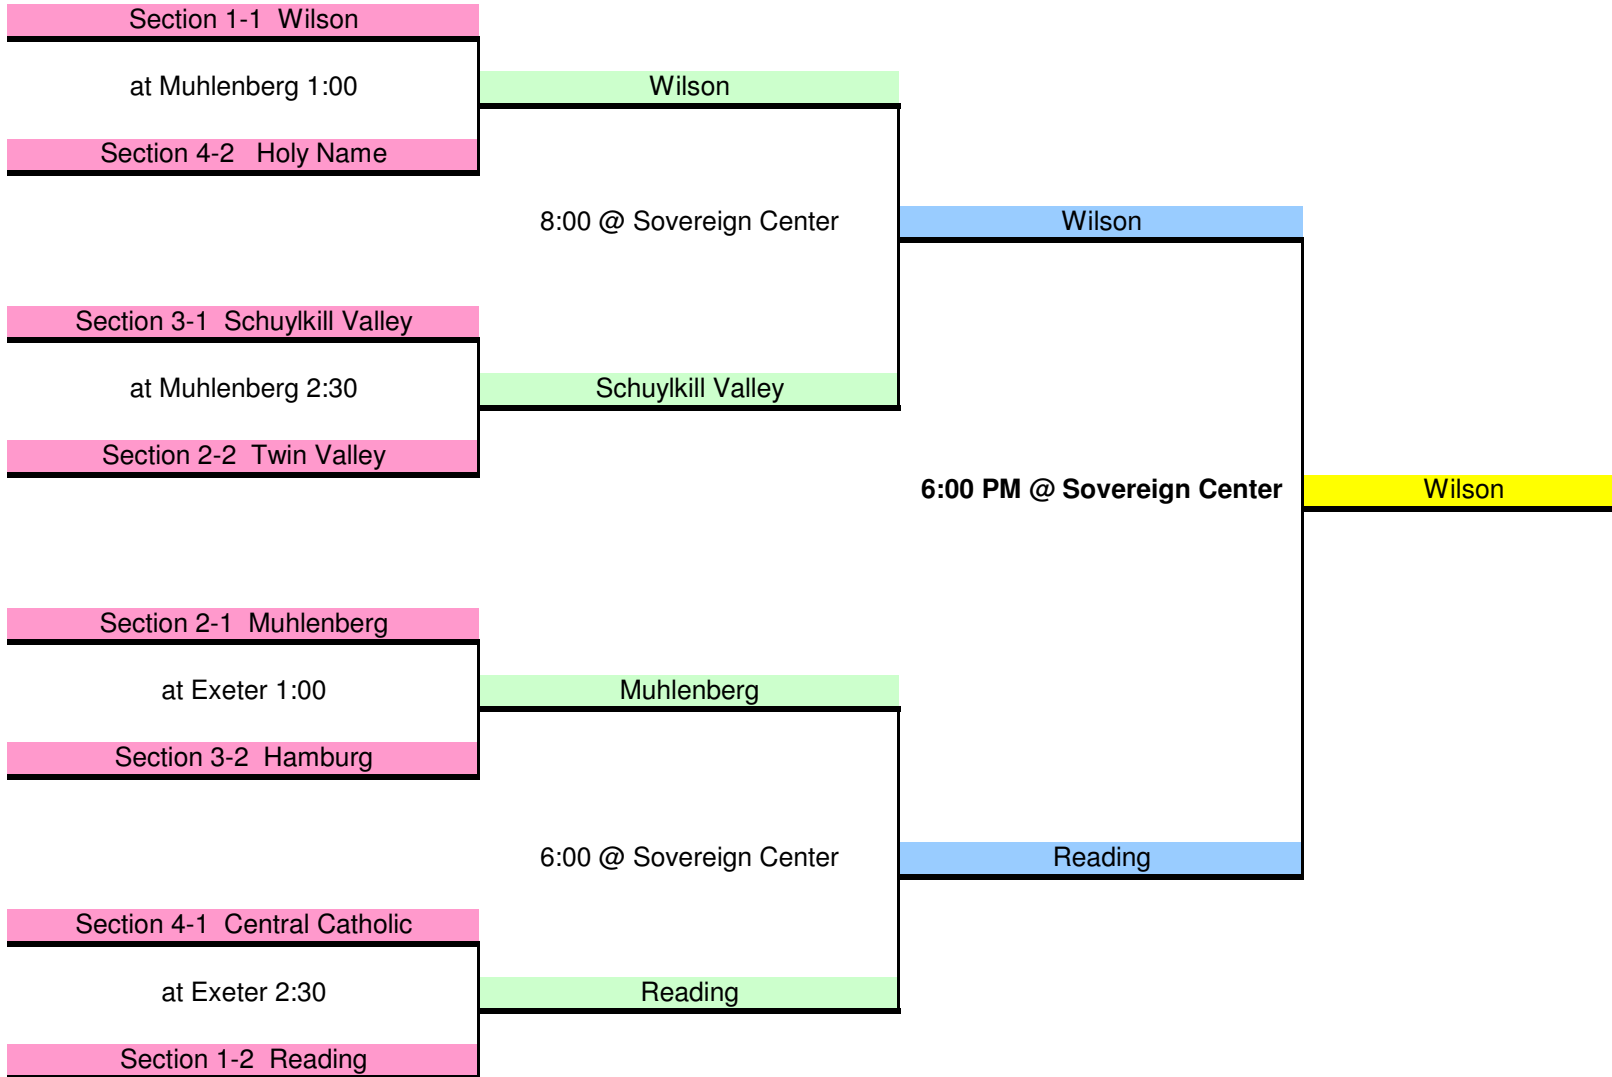 Section 1-1  Wilson
at Muhlenberg 1:00
Wilson
Section 4-2   Holy Name
8:00 @ Sovereign Center
Wilson
Section 3-1  Schuylkill Valley
at Muhlenberg 2:30
Schuylkill Valley
Section 2-2  Twin Valley
6:00 PM @ Sovereign Center
Wilson
Section 2-1  Muhlenberg
at Exeter 1:00
Muhlenberg
Section 3-2  Hamburg
6:00 @ Sovereign Center
Reading
Section 4-1  Central Catholic
at Exeter 2:30
Reading
Section 1-2  Reading